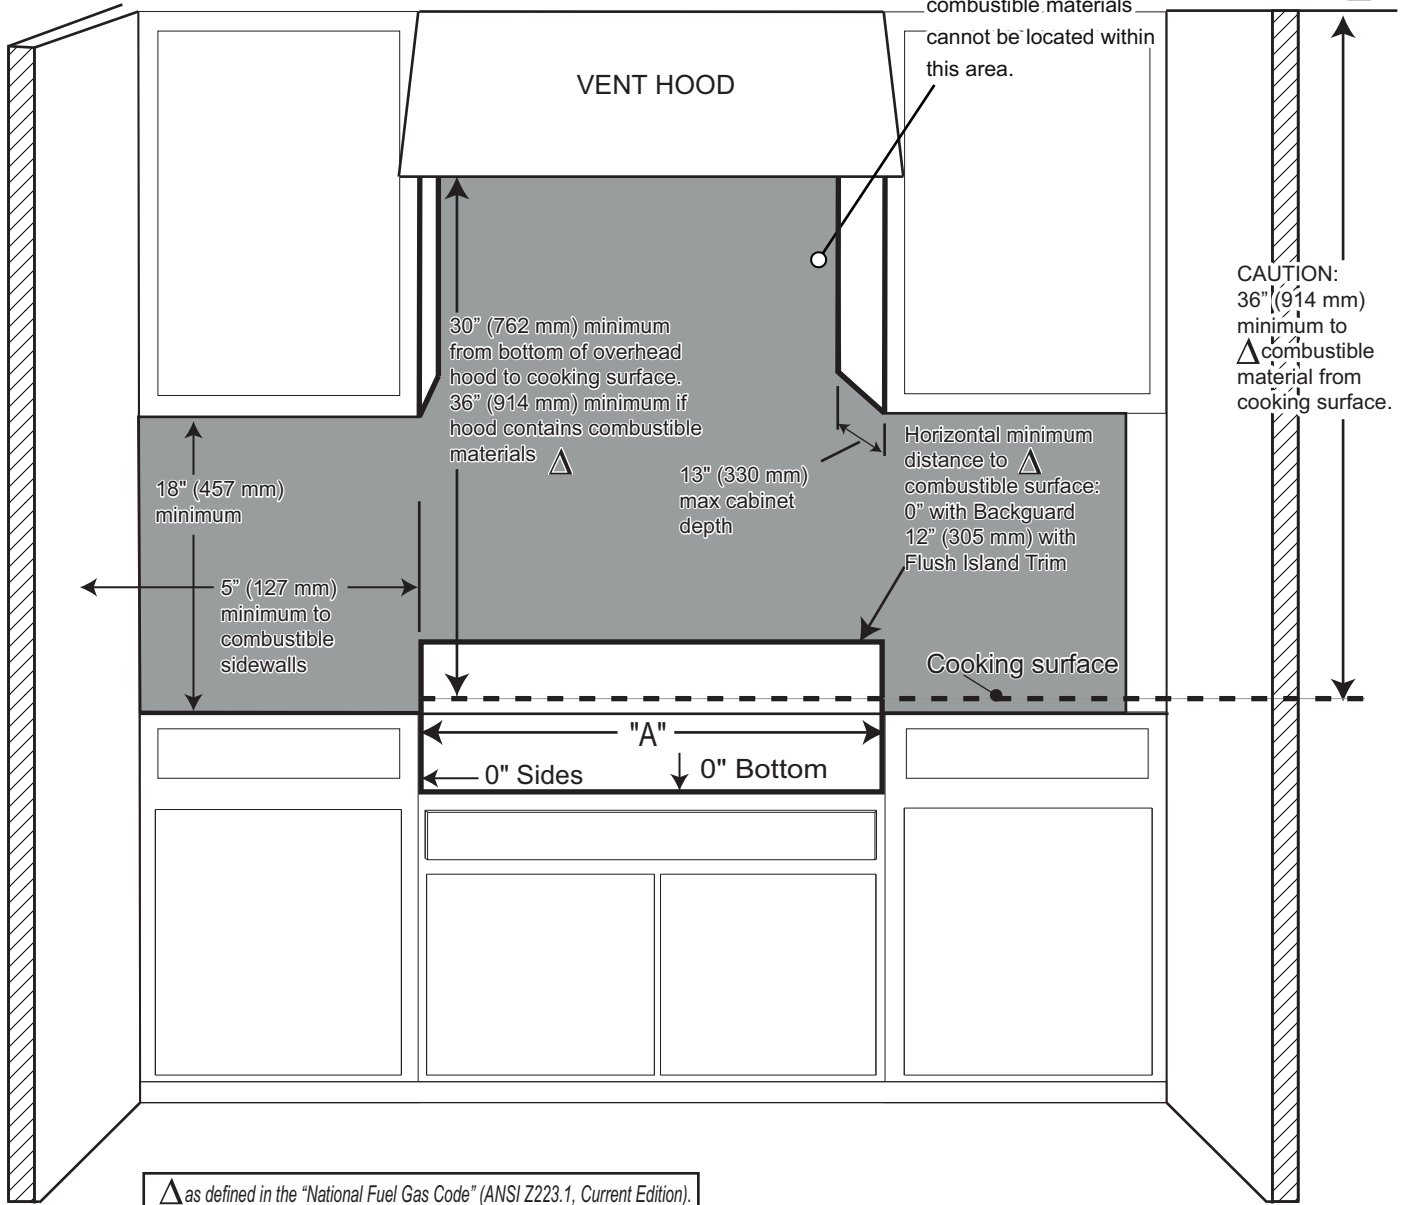 combustible materials
cannot be located within
this area.
VENT HOOD
CAUTION:
36” (914 mm)
minimum to
Δ combustible
material from
cooking surface.
30” (762 mm) minimum
from bottom of overhead
hood to cooking surface.
36” (914 mm) minimum if
hood contains combustible
materials Δ
13" (330 mm)
max cabinet
depth
Horizontal minimum
distance to Δ
combustible surface:
0” with Backguard
12” (305 mm) with
Flush Island Trim
18" (457 mm)
minimum
5” (127 mm)
minimum to
combustible
sidewalls
Cooking surface
"A"
0" Sides
0" Bottom
Δ as defined in the “National Fuel Gas Code” (ANSI Z223.1, Current Edition).